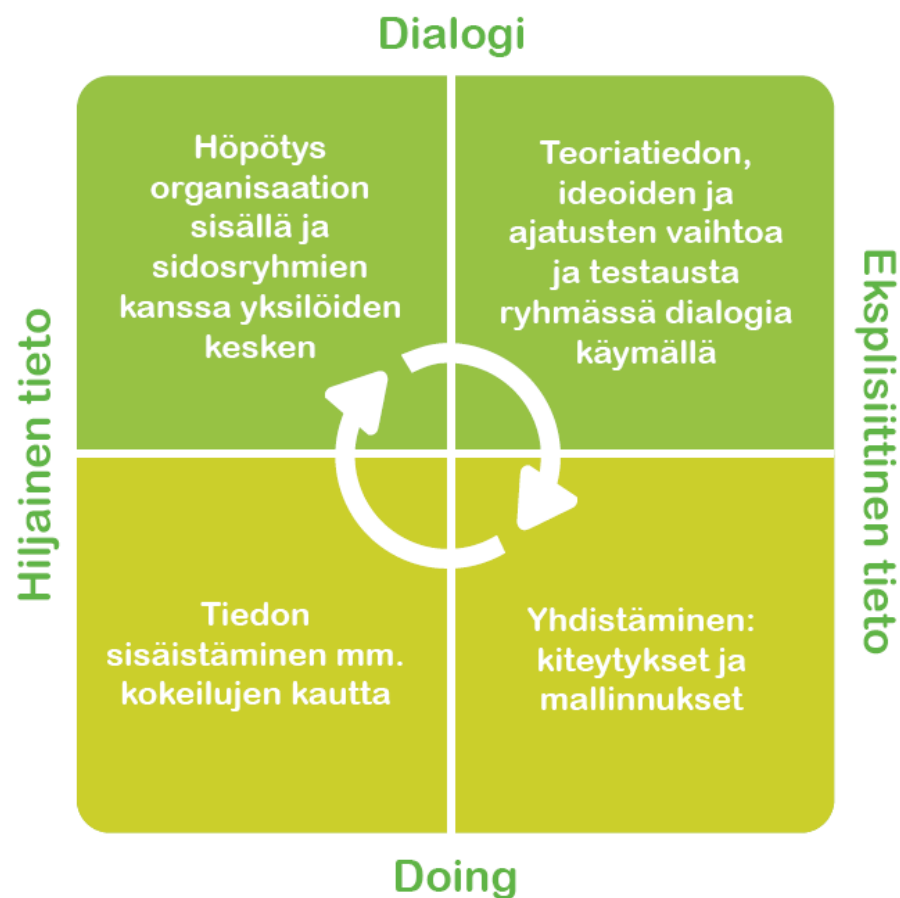 Dialogi
Höpötys
organisaation
sisällä ja
sidosryhmien
kanssa yksilöiden
kesken
Teoriatiedon,
ideoiden ja
ajatusten vaihtoa
ja testausta
ryhmässä dialogia
käymällä
Hiljainen tieto
Eksplisiittinen tieto
Tiedon
sisäistäminen mm.
kokeilujen kautta
Yhdistäminen:
kiteytykset ja
mallinnukset
Doing